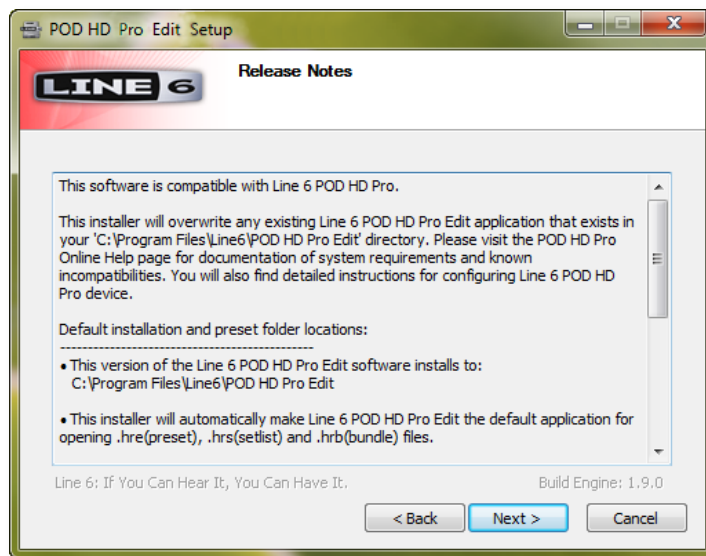 POD HD Pro Edit Setup
LINE 6
Release Notes
This software is compatible with Line 6 POD HD Pro.
This installer will overwrite any existing Line 6 POD HD Pro Edit application that exists in
your 'C:\Program Files\Line6\POD HD Pro Edit' directory. Please visit the POD HD Pro
Online Help page for documentation of system requirements and known
incompatibilities. You will also find detailed instructions for configuring Line 6 POD HD
Pro device.
Default installation and preset folder locations:
----------------------------------------------
• This version of the Line 6 POD HD Pro Edit software installs to:
C:\Program Files\Line6\POD HD Pro Edit
• This installer will automatically make Line 6 POD HD Pro Edit the default application for
opening .hre(preset), .hrs(setlist) and .hrb(bundle) files.
Line 6: If You Can Hear It, You Can Have It.
Build Engine: 1.9.0
< Back
Next >
Cancel